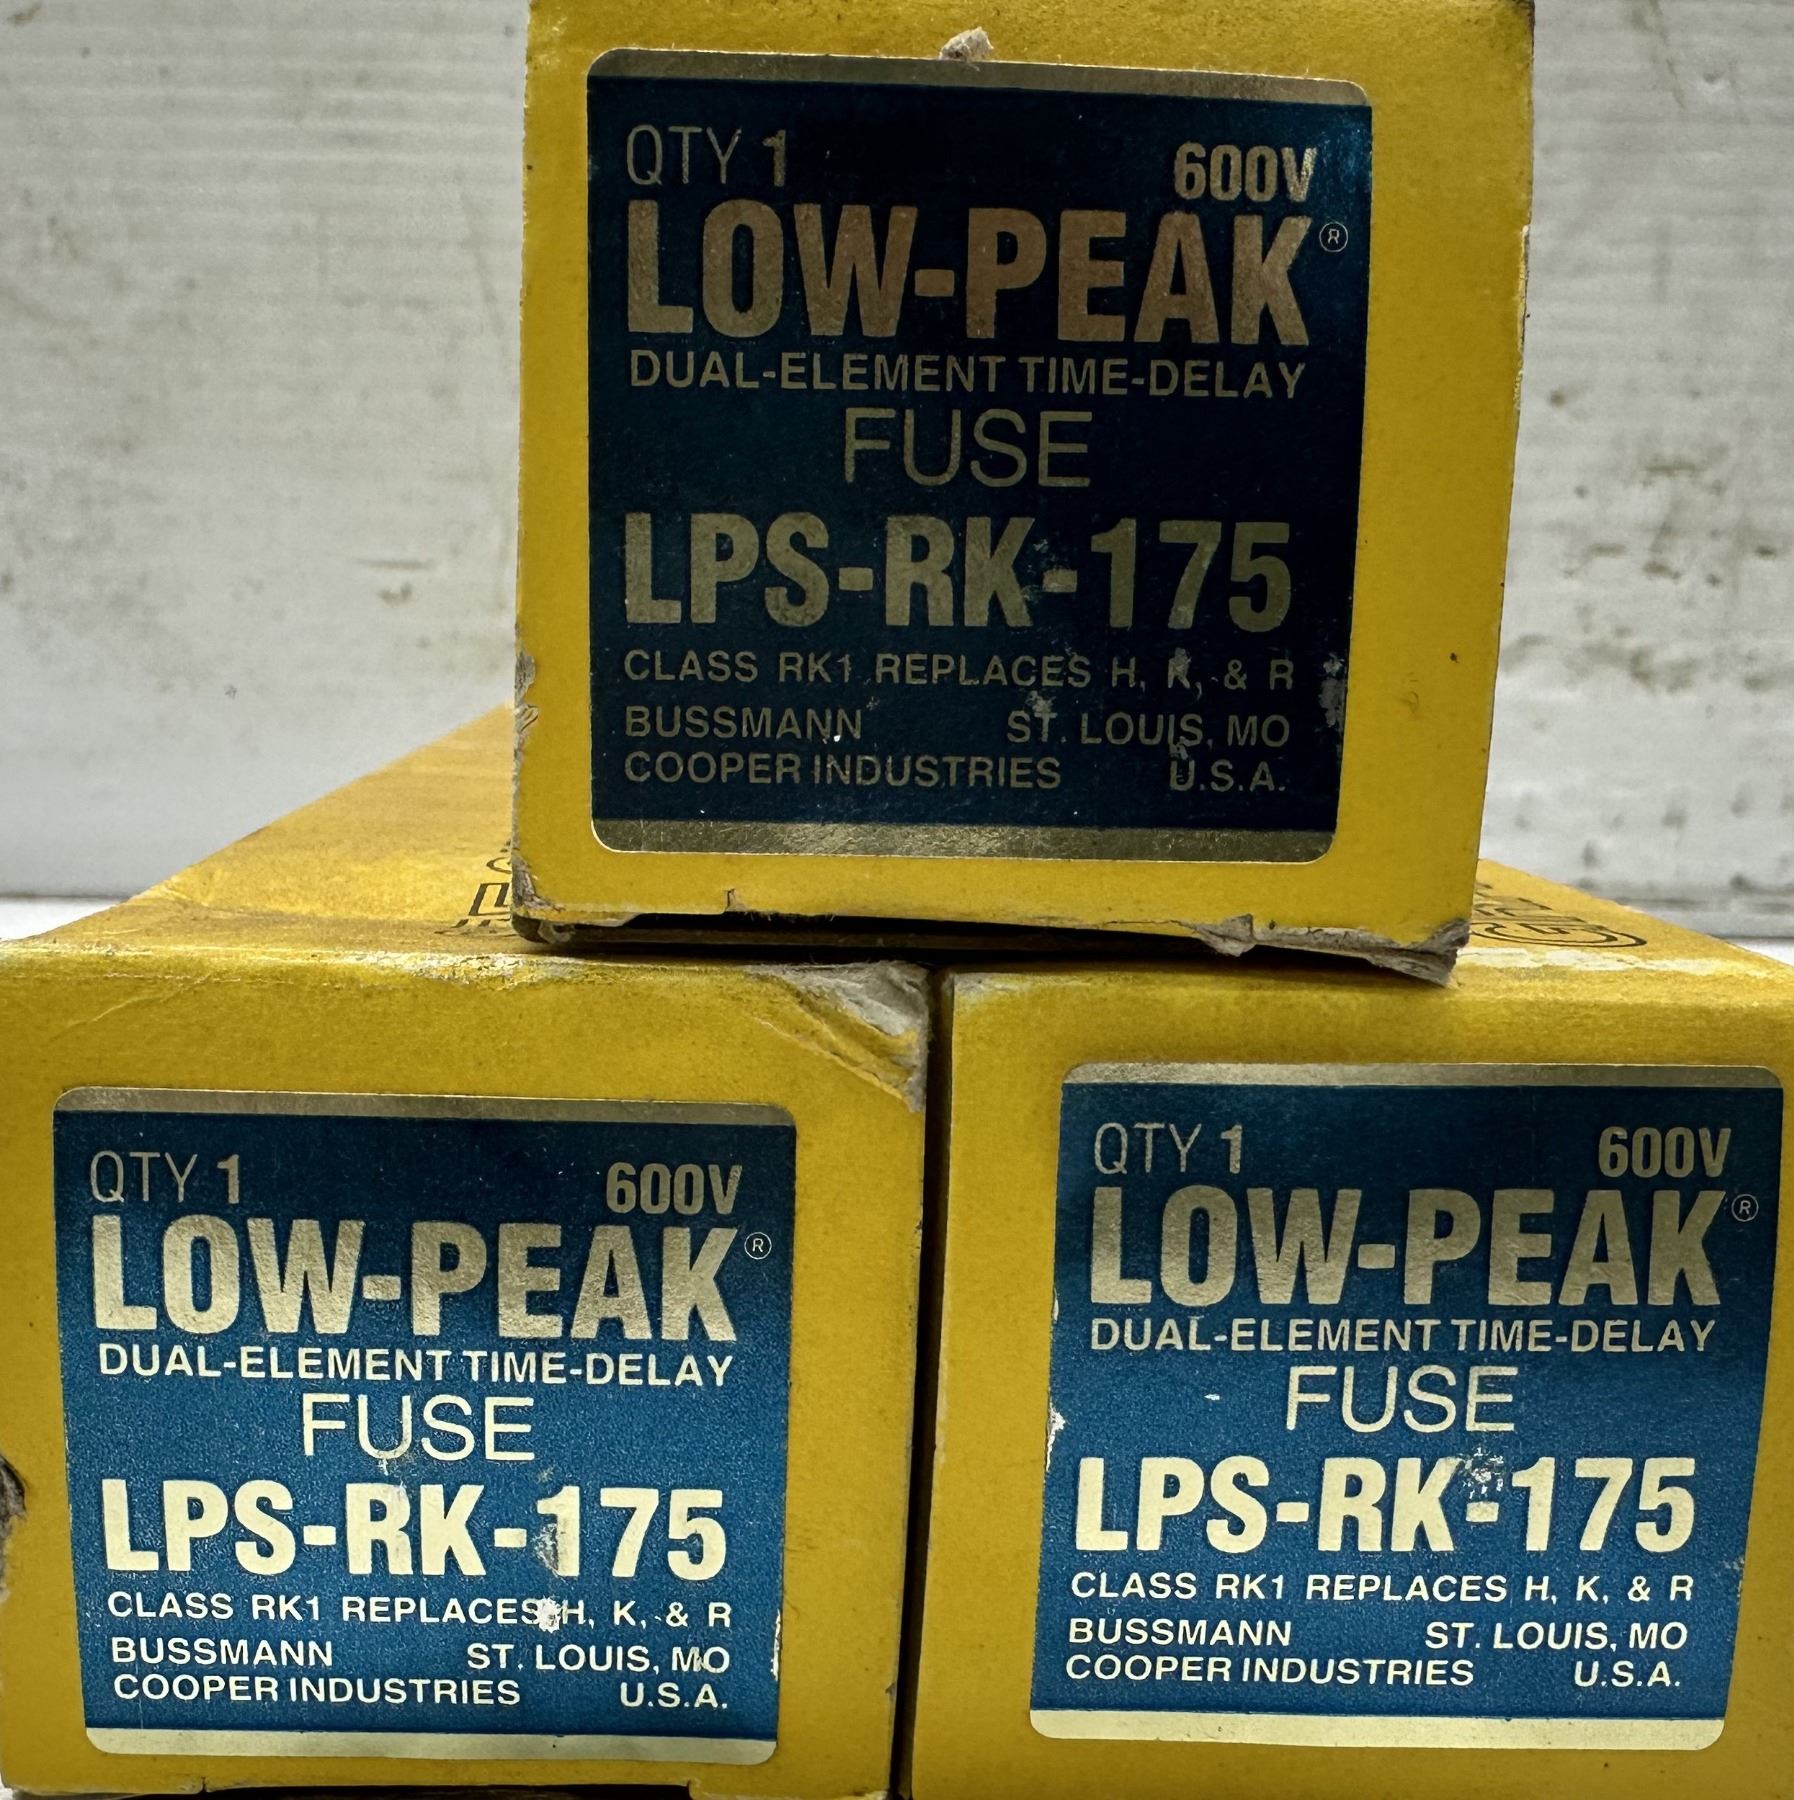 QTY 1 600V
LOW-PEAK®
DUAL-ELEMENT TIME-DELAY
FUSE
LPS-RK-175
CLASS RK1 REPLACES H, K, & R
BUSSMANN ST. LOUIS, MO
COOPER INDUSTRIES U.S.A.
QTY 1 600V
LOW-PEAK®
DUAL-ELEMENT TIME-DELAY
FUSE
LPS-RK-175
CLASS RK1 REPLACES H, K, & R
BUSSMANN ST. LOUIS, MO
COOPER INDUSTRIES U.S.A.
QTY 1 600V
LOW-PEAK®
DUAL-ELEMENT TIME-DELAY
FUSE
LPS-RK-175
CLASS RK1 REPLACES H, K, & R
BUSSMANN ST. LOUIS, MO
COOPER INDUSTRIES U.S.A.